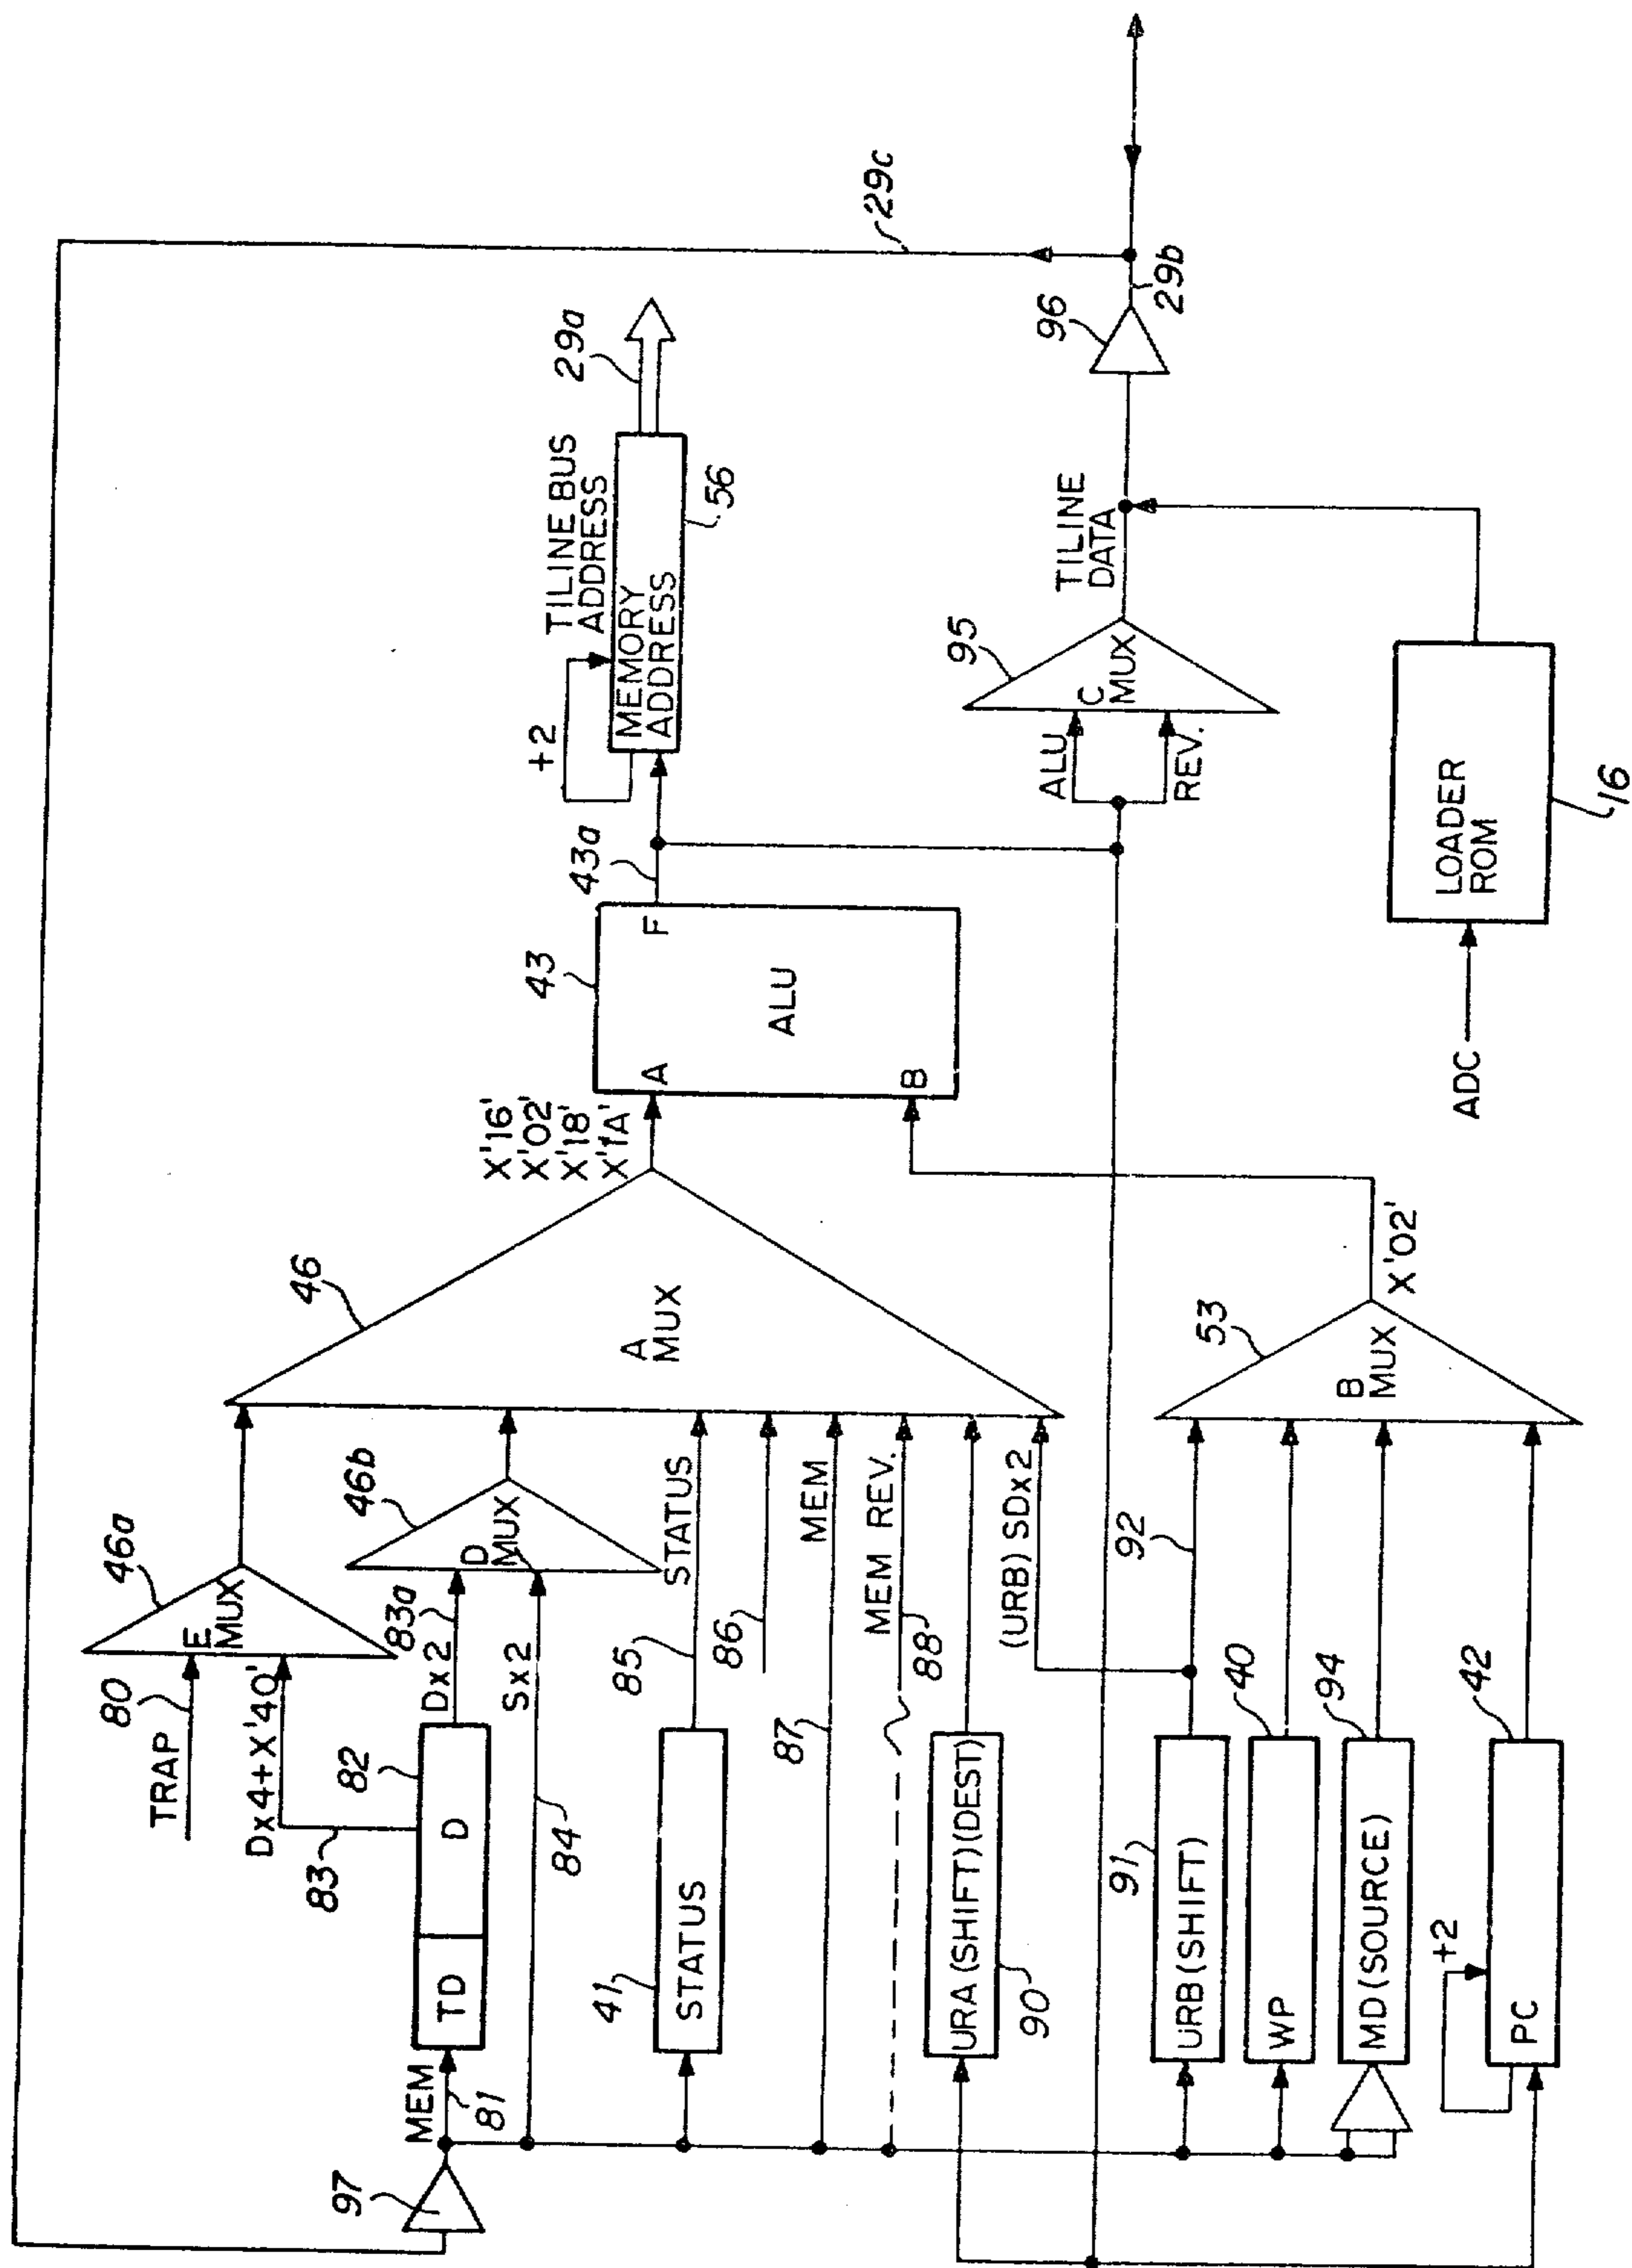 29c
TRAP
80
E
MUX
46a
Dx4+X'40'
83
97
MEM
81
TD
D
82
Dx2
83a
Sx2
84
D
MUX
46b
41
STATUS
STATUS
85
86
MEM
87
MEM REV.
88
URA(SHIFT)(DEST)
90
(URB) SDx2
A
MUX
46
X'16'
X'02'
X'18'
X'1A'
43
A
B
F
ALU
43a
+2
MEMORY
ADDRESS
56
TILINE BUS
ADDRESS
29a
91
URB(SHIFT)
92
WP
40
MD(SOURCE)
94
+2
PC
42
B
MUX
53
X'02'
ALU
REV.
C
MUX
95
TILINE
DATA
96
29b
ADC
LOADER
ROM
16